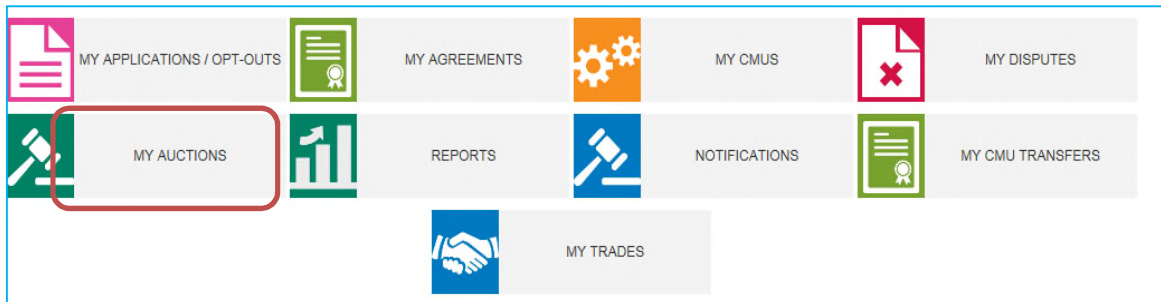 MY APPLICATIONS / OPT-OUTS
MY AGREEMENTS
MY CMUS
MY DISPUTES
MY AUCTIONS
REPORTS
NOTIFICATIONS
MY CMU TRANSFERS
MY TRADES